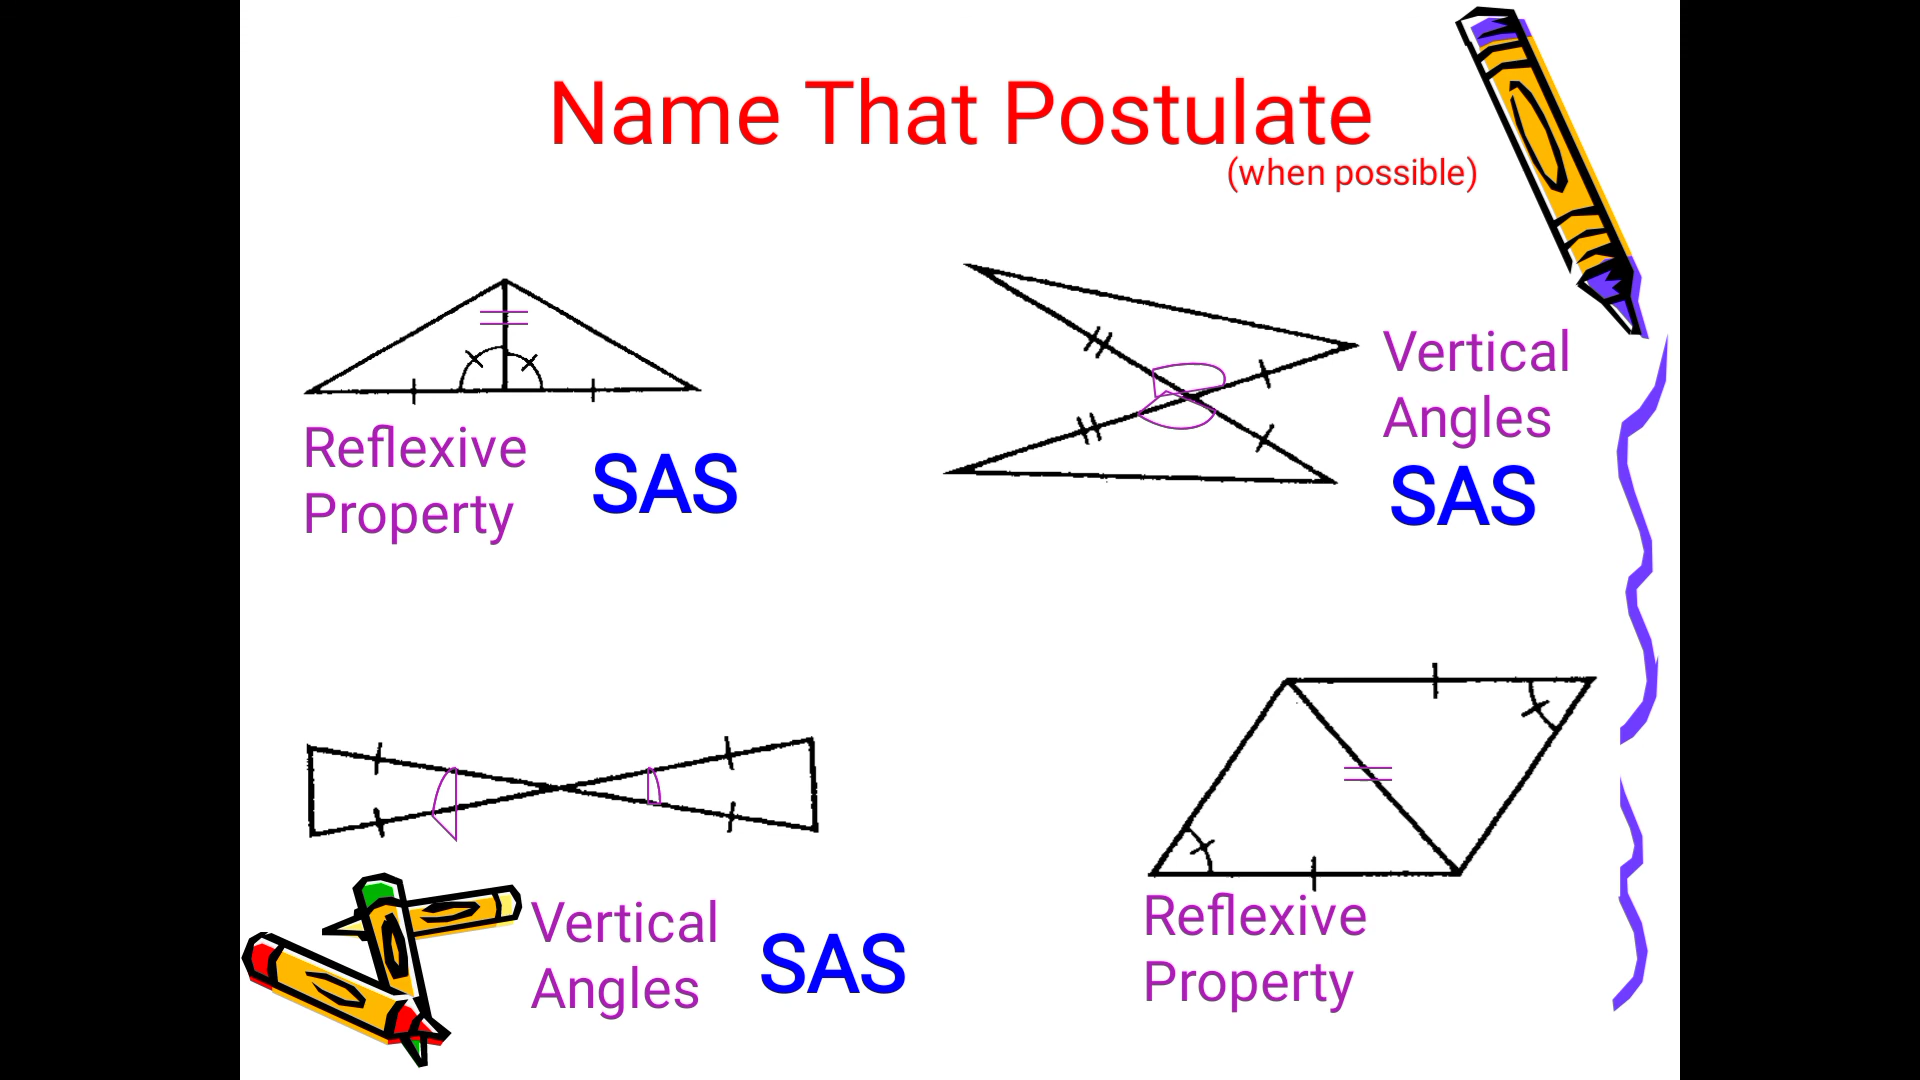 Name That Postulate
(when possible)
Reflexive
Property
SAS
Vertical
Angles
SAS
Vertical
Angles
SAS
Reflexive
Property